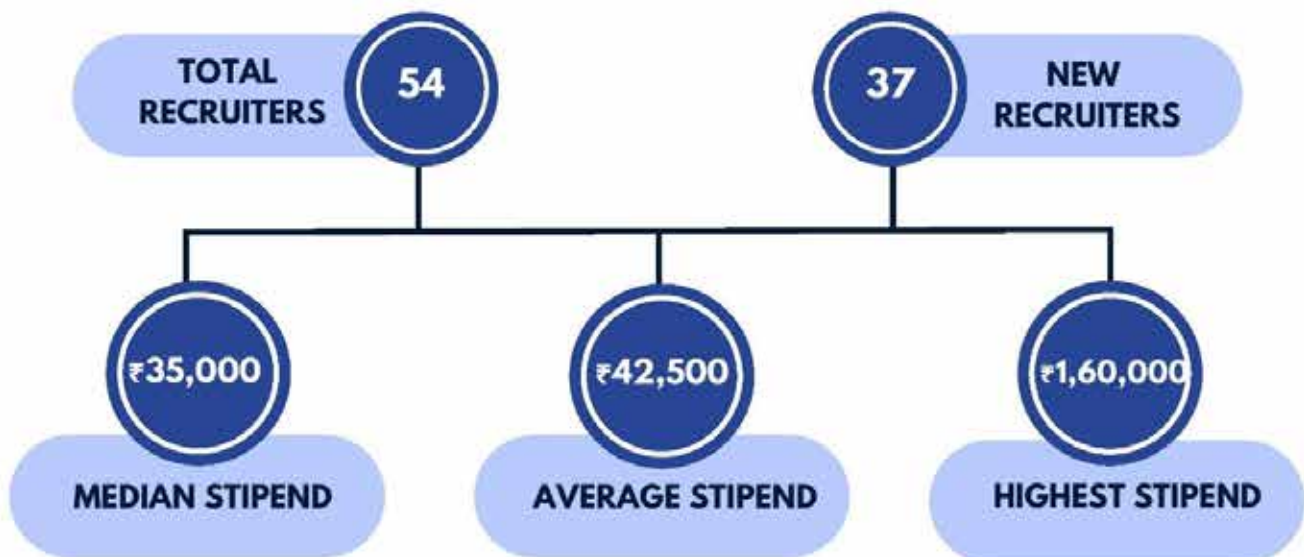 TOTAL
RECRUITERS
54
37
NEW
RECRUITERS
₹35,000
₹42,500
₹1,60,000
MEDIAN STIPEND
AVERAGE STIPEND
HIGHEST STIPEND